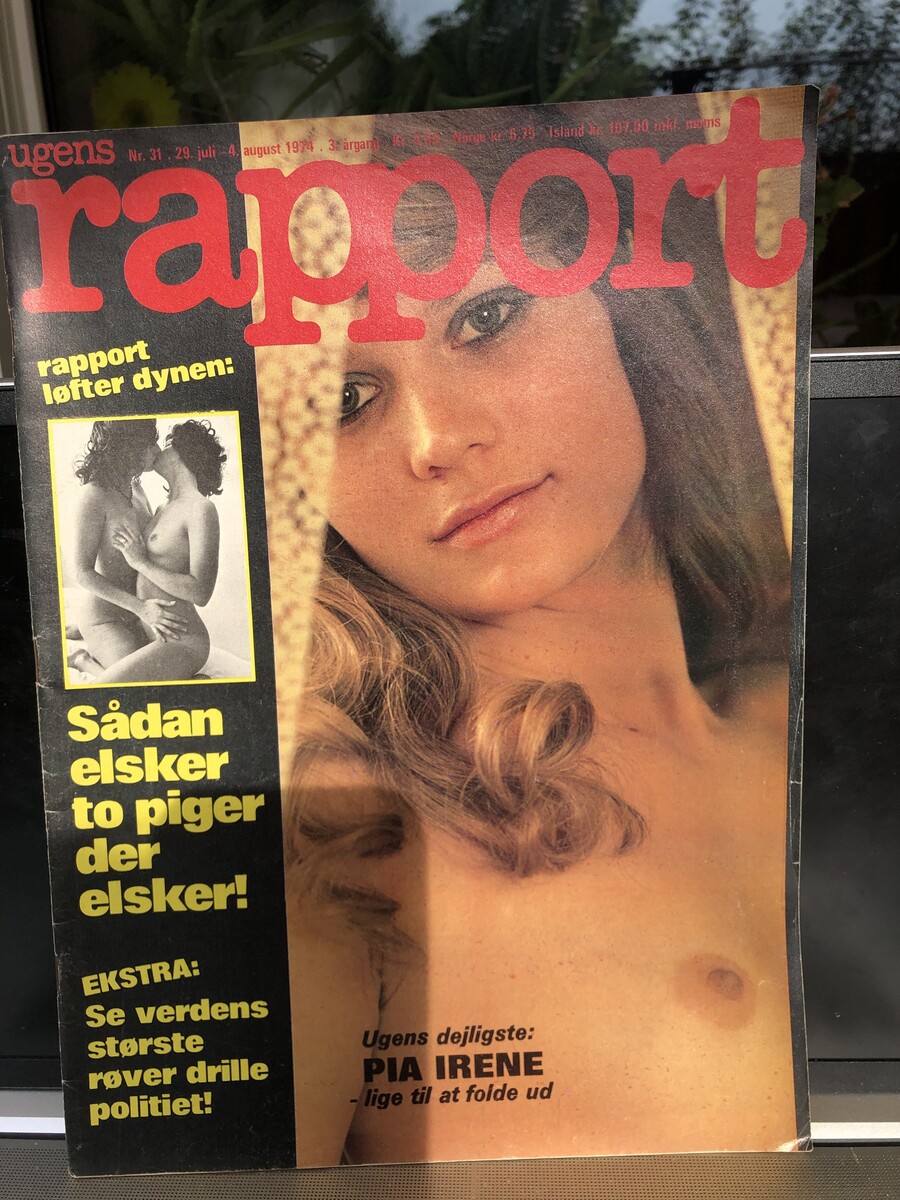 ugens
Nr. 31 . 29. juli - 4. august 1974 . 3. årgang . Kr. Norge kr. 6,75 Island kr. 107,00 inkl. moms
rapport
rapport
løfter dynen:
Sådan
elsker
to piger
der
elsker!
EKSTRA:
Se verdens
største
røver drille
politiet!
Ugens dejligste:
PIA IRENE
- lige til at folde ud